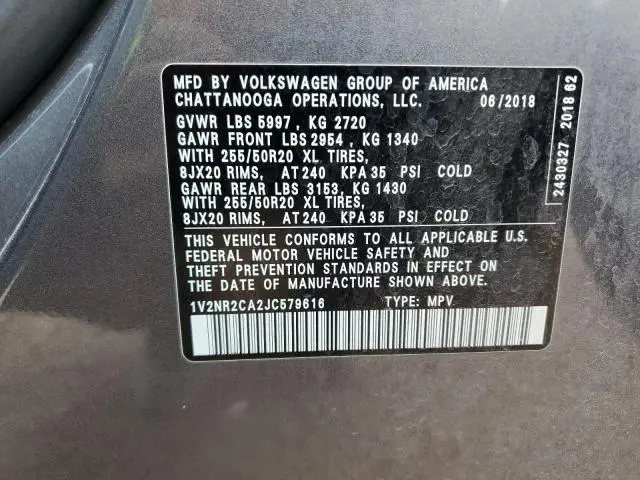 MFD BY VOLKSWAGEN GROUP OF AMERICA
CHATTANOOGA OPERATIONS, LLC. 06/2018
GVWR LBS 5997 , KG 2720
GAWR FRONT LBS 2954 , KG 1340
WITH 255/50R20 XL TIRES,
8JX20 RIMS, AT 240 KPA 35 PSI COLD
GAWR REAR LBS 3153, KG 1430
WITH 255/50R20 XL TIRES,
8JX20 RIMS, AT 240 KPA 35 PSI COLD
THIS VEHICLE CONFORMS TO ALL APPLICABLE U.S.
FEDERAL MOTOR VEHICLE SAFETY AND
THEFT PREVENTION STANDARDS IN EFFECT ON
THE DATE OF MANUFACTURE SHOWN ABOVE.
1V2NR2CA2JC579616 TYPE: MPV
2430327 2018 62